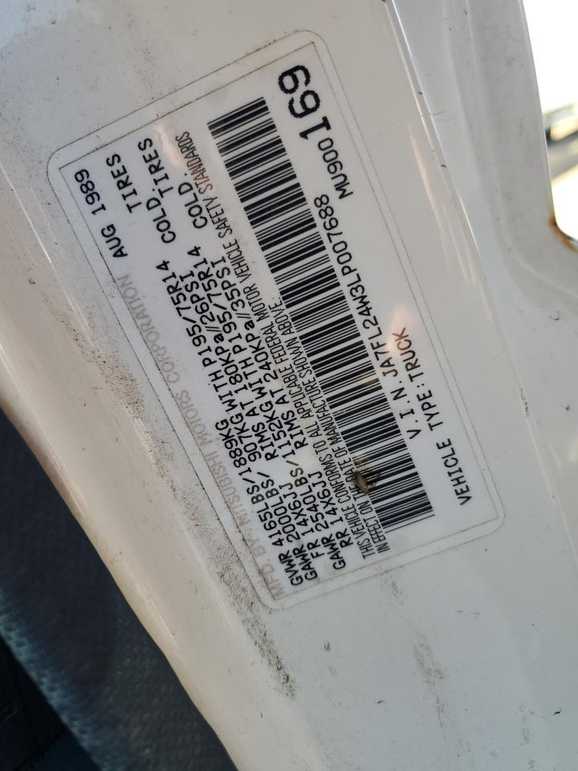 MFD. BY MITSUBISHI MOTORS CORPORATION AUG 1989
GVWR 4165LBS/ 889KG WITH P195/75R14 TIRES
GAWR 2000LBS/ 907KG AT 180KPa//26PSI COLD.
FR 14X6JJ RIMS
GAWR 2540LBS/ 1152KG WITH P195/75R14 TIRES
RR 14X6JJ RIMS AT 240KPa//35PSI COLD.
THIS VEHICLE CONFORMS TO ALL APPLICABLE FEDERAL MOTOR VEHICLE SAFETY STANDARDS
IN EFFECT ON THE DATE OF MANUFACTURE SHOWN ABOVE.
V.I.N. JA7FL24W3LP007688
VEHICLE TYPE:TRUCK MU900169